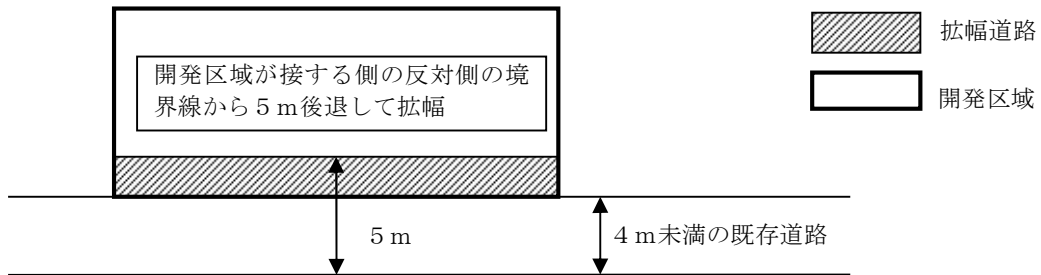 拡幅道路
開発区域が接する側の反対側の境
界線から5m後退して拡幅
開発区域
5m
4m未満の既存道路